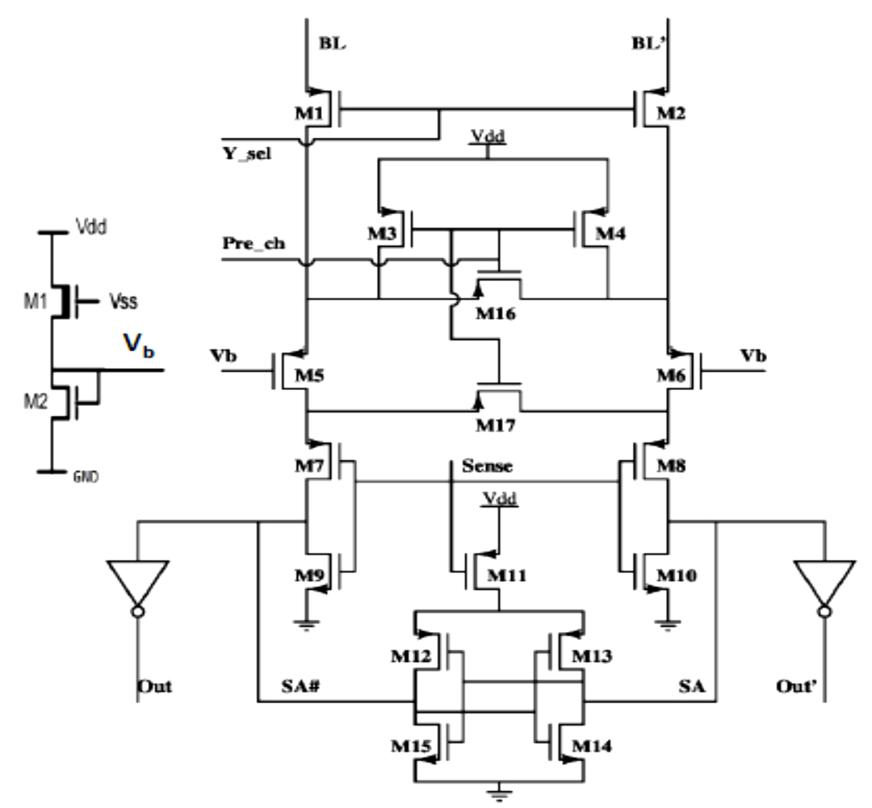 BL BL'
M1 M2
Vdd
Y_sel
M3 M4
Vdd
Pre_ch
M1 Vss
M16
Vb
Vb Vb
M5 M6
M2
M17
M7 Sense M8
GND
Vdd
M9 M11 M10
M12 M13
Out SA# SA Out'
M15 M14